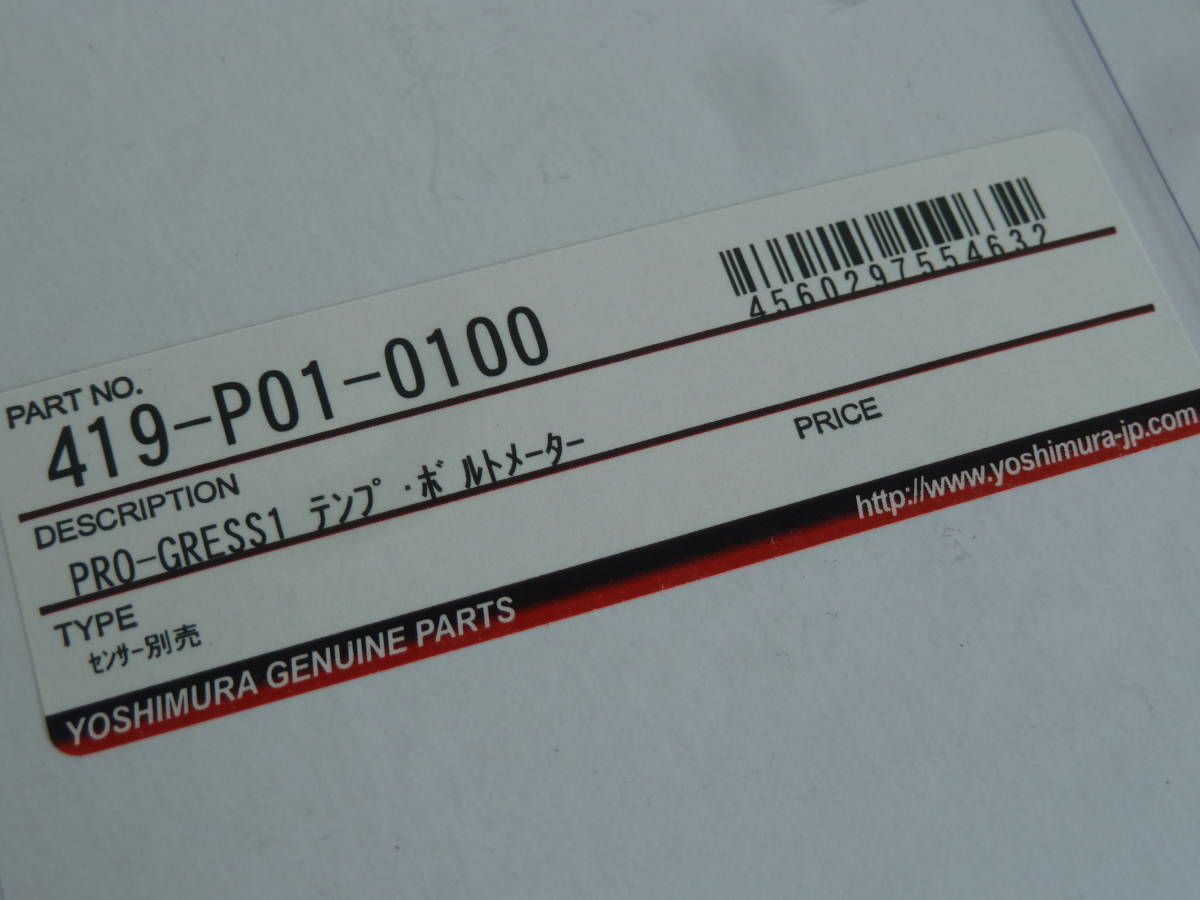 PART NO.
419-P01-0100
4560297554632
DESCRIPTION
PRO-GRESS1 テンプ・ボルトメーター
TYPE
センサー別売
PRICE
YOSHIMURA GENUINE PARTS
http://www.yoshimura-jp.com